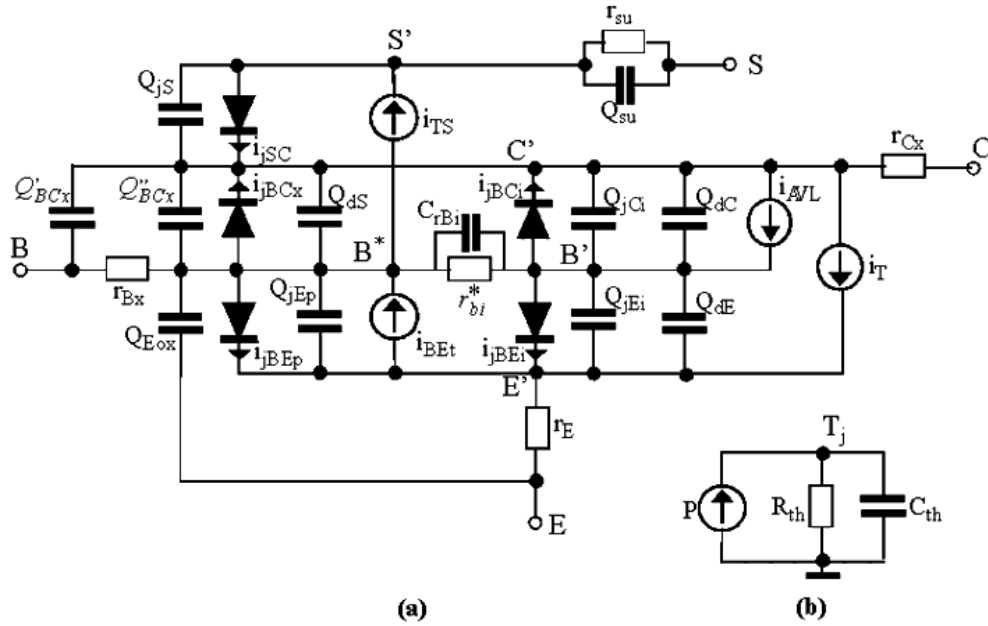 r_su
S'
S
Q_jS
Q_su
i_TS
i_jSC
r_Cx
C'
C
Q'_BCx
Q''_BCx
i_jBCx
Q_dS
C_rBi
i_jBCi
Q_jCi
Q_dC
i_AVL
B
B*
B'
i_T
r_Bx
Q_jEp
r*_bi
Q_jEi
Q_dE
Q_Eox
i_jBEp
i_BEt
i_jBEi
E'
r_E
T_j
P
R_th
C_th
E
(a)
(b)